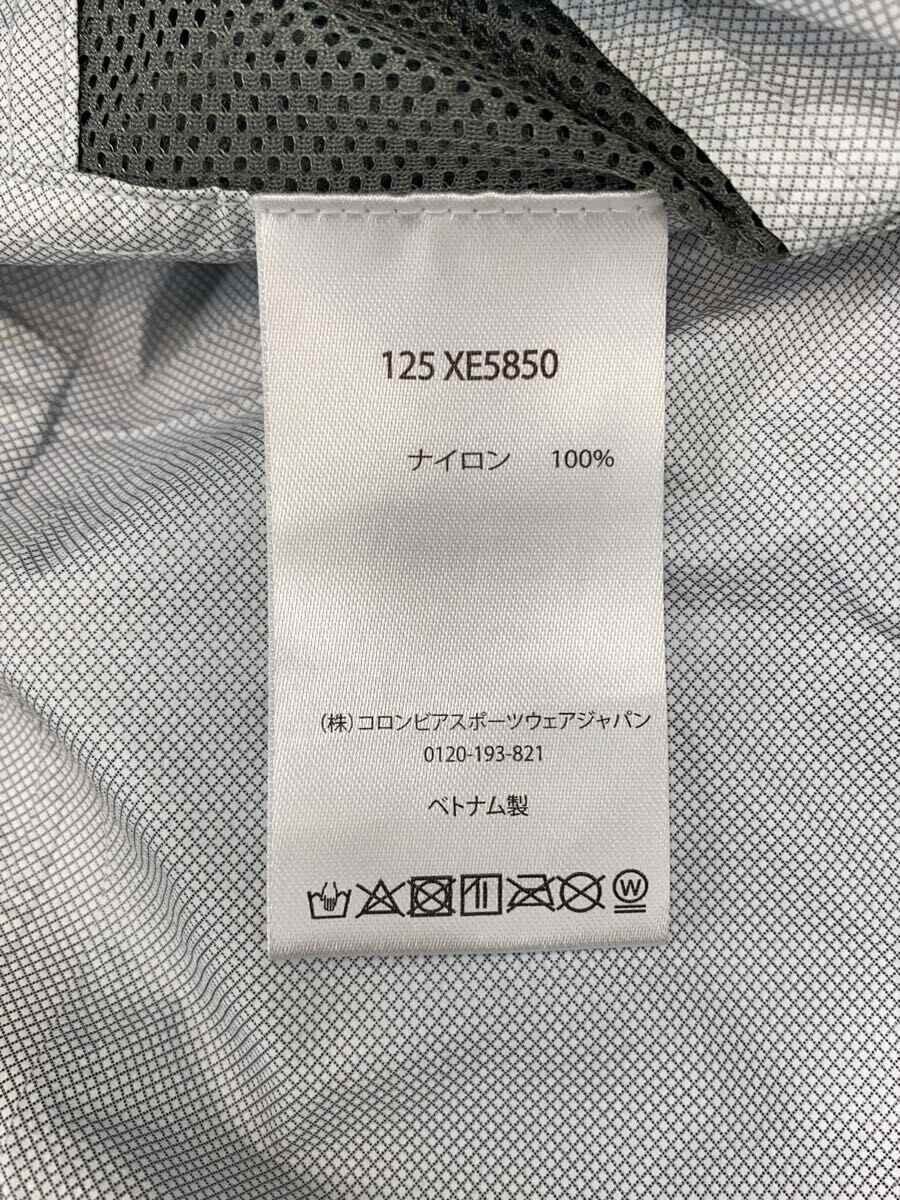 125 XE5850
ナイロン 100%
(株)コロンビアスポーツウェアジャパン
0120-193-821
ベトナム製
W